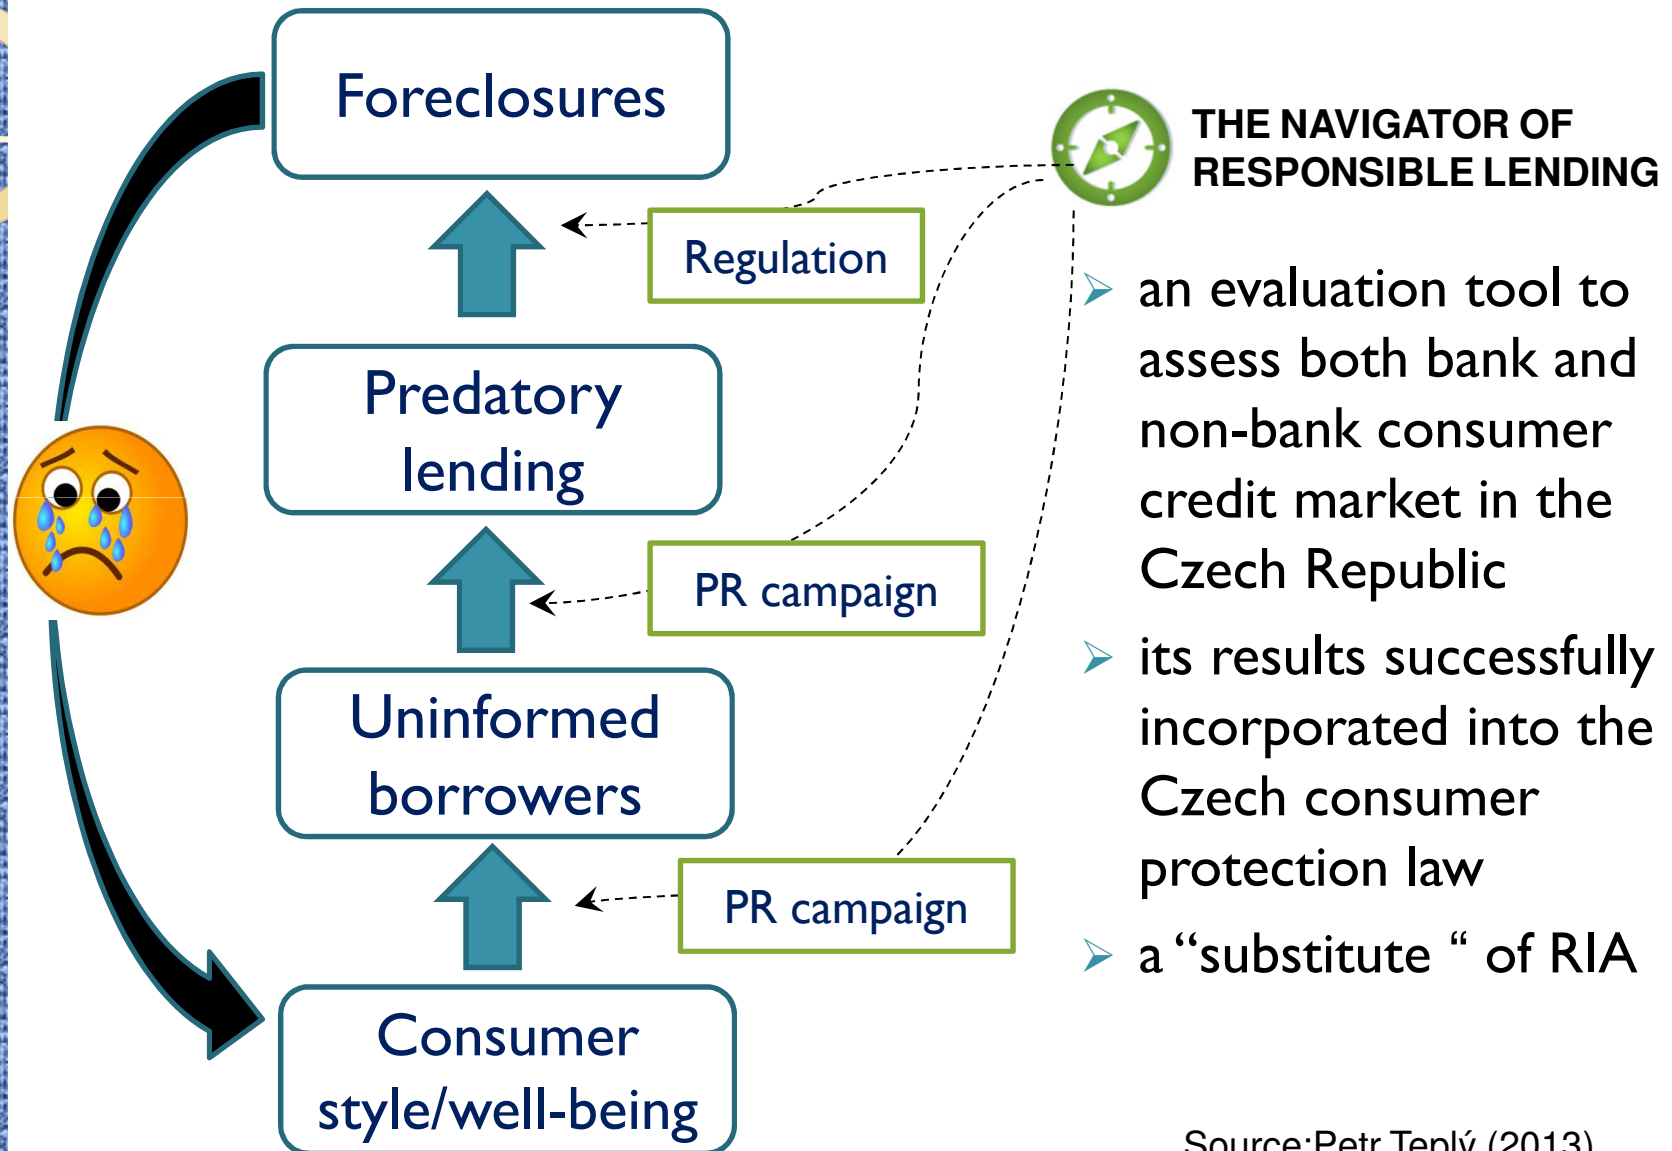 Foreclosures
Regulation
Predatory
lending
PR campaign
Uninformed
borrowers
PR campaign
Consumer
style/well-being
THE NAVIGATOR OF
RESPONSIBLE LENDING
an evaluation tool to
assess both bank and
non-bank consumer
credit market in the
Czech Republic
its results successfully
incorporated into the
Czech consumer
protection law
a “substitute “ of RIA
Source:Petr Teplý (2013)